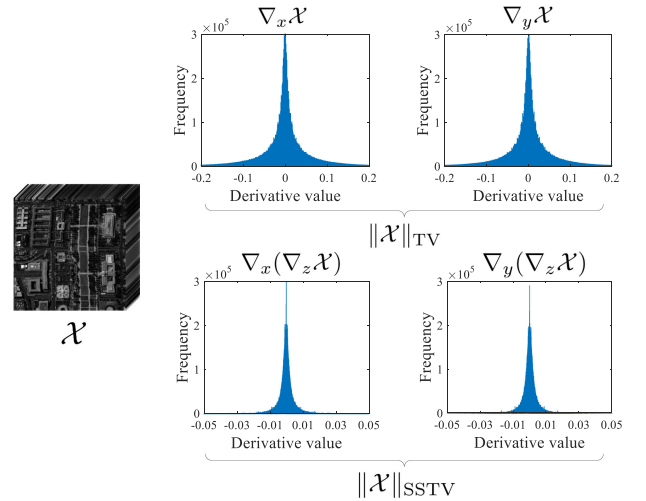 ∇ₓ𝒳
∇ᵧ𝒳
×10⁵
3
2
1
0
Frequency
-0.2 -0.1 0 0.1 0.2
Derivative value
×10⁵
3
2
1
0
Frequency
-0.2 -0.1 0 0.1 0.2
Derivative value
‖𝒳‖TV
𝒳
∇ₓ(∇_z𝒳)
∇ᵧ(∇_z𝒳)
×10⁵
3
2
1
0
Frequency
-0.05 -0.03 -0.01 0.01 0.03 0.05
Derivative value
×10⁵
3
2
1
0
Frequency
-0.05 -0.03 -0.01 0.01 0.03 0.05
Derivative value
‖𝒳‖SSTV